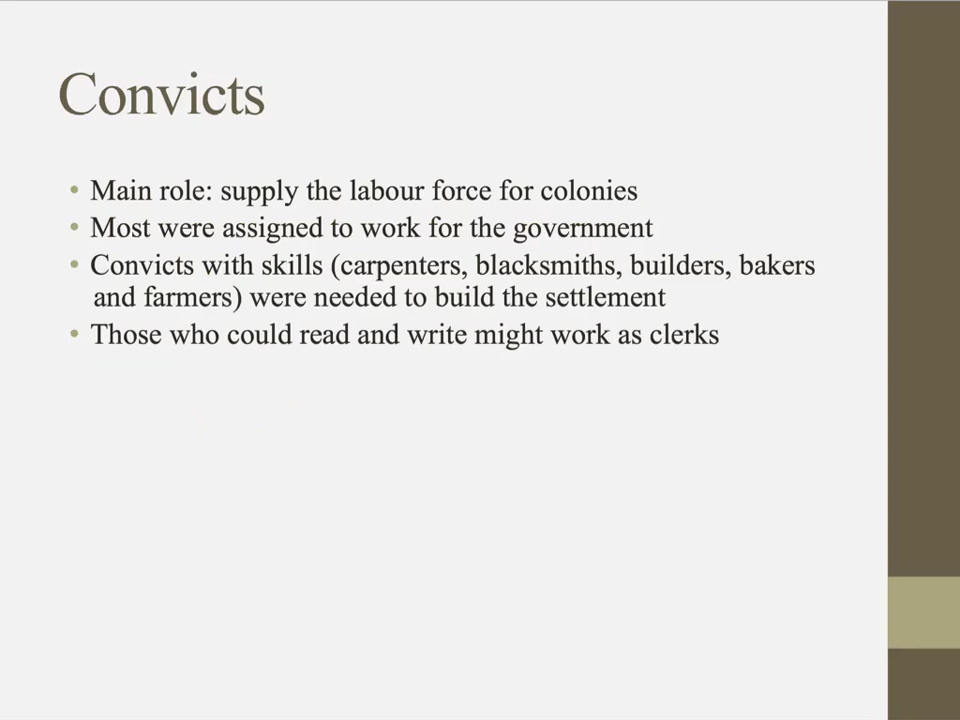 Convicts
• Main role: supply the labour force for colonies
• Most were assigned to work for the government
• Convicts with skills (carpenters, blacksmiths, builders, bakers
and farmers) were needed to build the settlement
• Those who could read and write might work as clerks